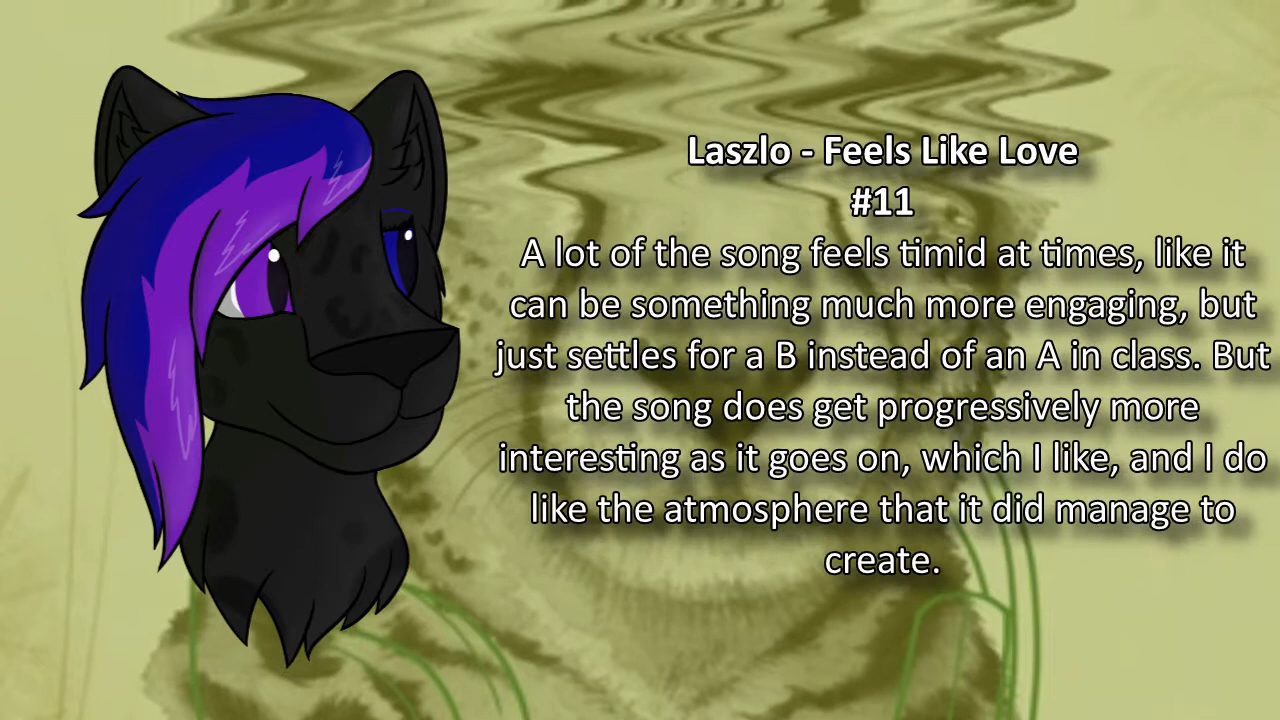 Laszlo - Feels Like Love
#11
A lot of the song feels timid at times, like it
can be something much more engaging, but
just settles for a B instead of an A in class. But
the song does get progressively more
interesting as it goes on, which I like, and I do
like the atmosphere that it did manage to
create.